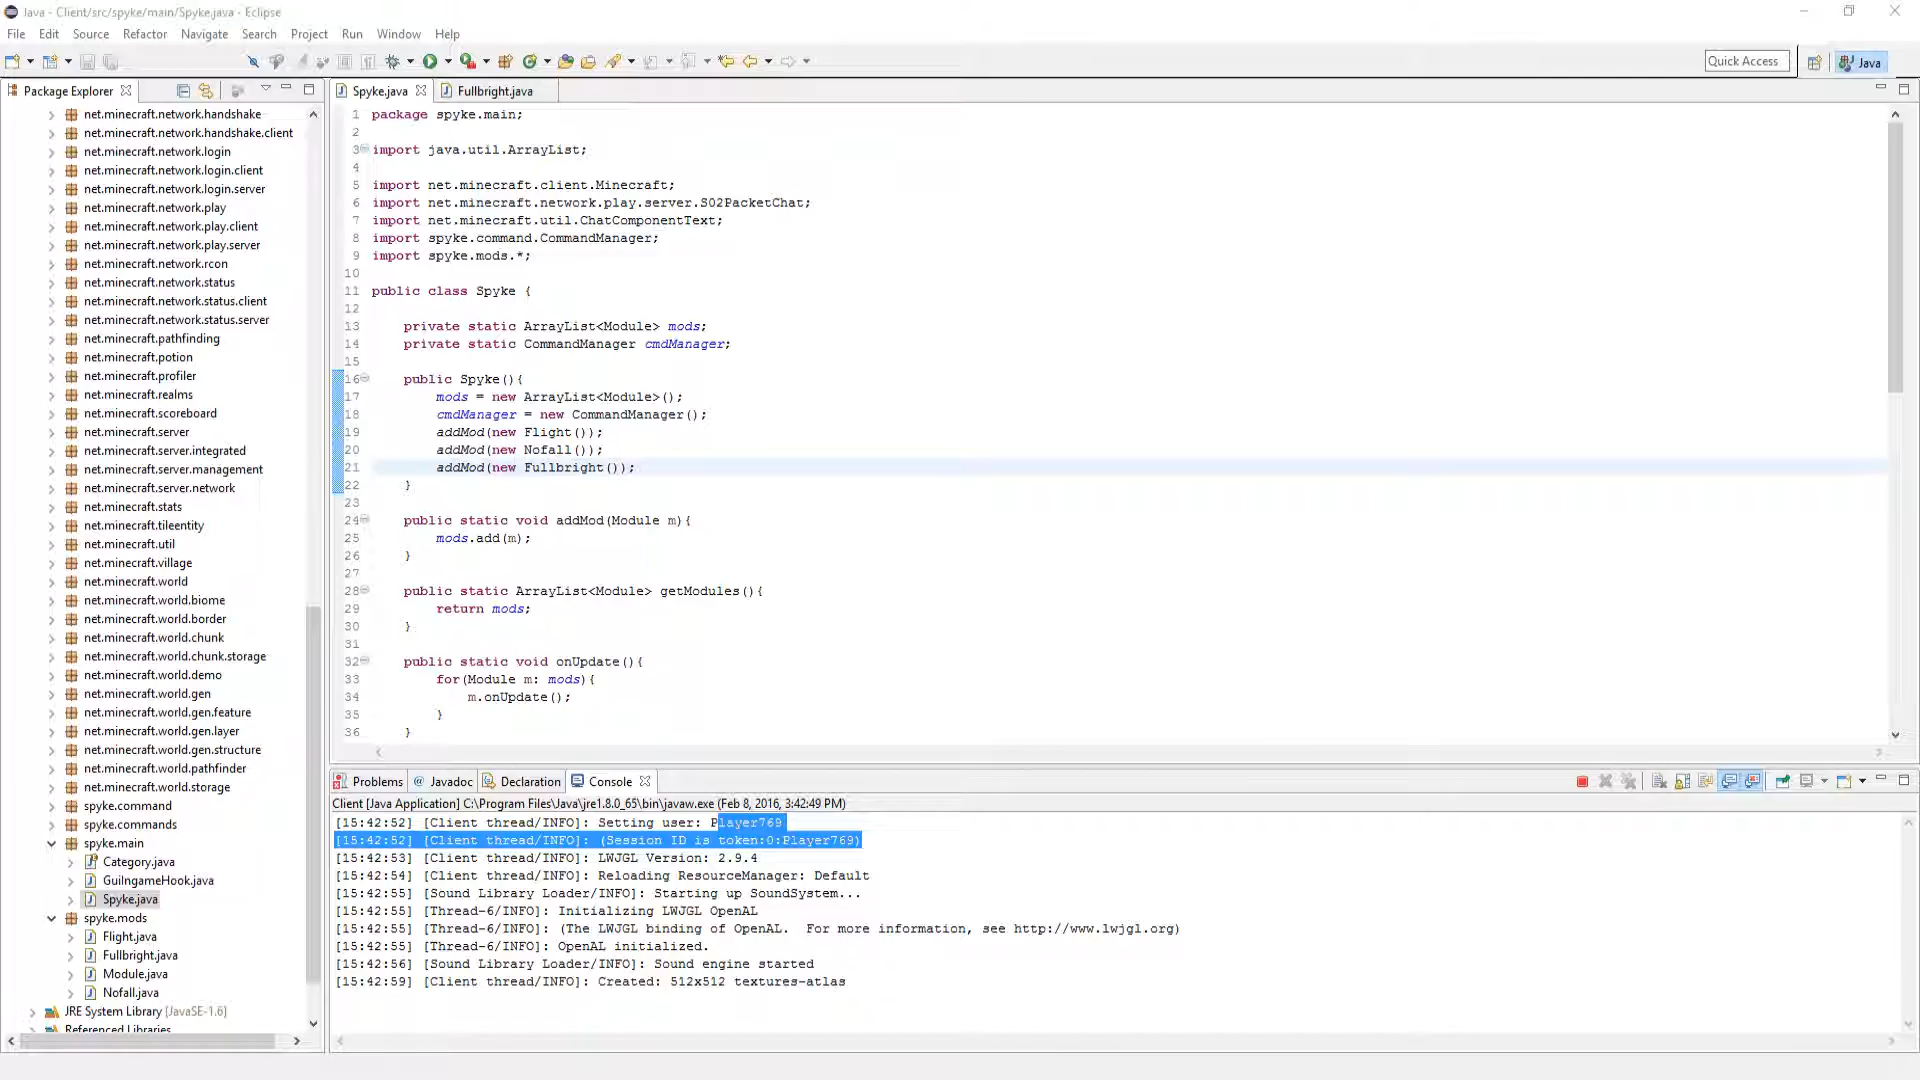 Java - Client/src/spyke/main/Spyke.java - Eclipse
File Edit Source Refactor Navigate Search Project Run Window Help
Quick Access
Java
Package Explorer
net.minecraft.network.handshake
net.minecraft.network.handshake.client
net.minecraft.network.login
net.minecraft.network.login.client
net.minecraft.network.login.server
net.minecraft.network.play
net.minecraft.network.play.client
net.minecraft.network.play.server
net.minecraft.network.rcon
net.minecraft.network.status
net.minecraft.network.status.client
net.minecraft.network.status.server
net.minecraft.pathfinding
net.minecraft.potion
net.minecraft.profiler
net.minecraft.realms
net.minecraft.scoreboard
net.minecraft.server
net.minecraft.server.integrated
net.minecraft.server.management
net.minecraft.server.network
net.minecraft.stats
net.minecraft.tileentity
net.minecraft.util
net.minecraft.village
net.minecraft.world
net.minecraft.world.biome
net.minecraft.world.border
net.minecraft.world.chunk
net.minecraft.world.chunk.storage
net.minecraft.world.demo
net.minecraft.world.gen
net.minecraft.world.gen.feature
net.minecraft.world.gen.layer
net.minecraft.world.gen.structure
net.minecraft.world.pathfinder
net.minecraft.world.storage
spyke.command
spyke.commands
spyke.main
Category.java
GuiIngameHook.java
Spyke.java
spyke.mods
Flight.java
Fullbright.java
Module.java
Nofall.java
JRE System Library [JavaSE-1.6]
Referenced Libraries
Spyke.java Fullbright.java
1 package spyke.main;
2
3 import java.util.ArrayList;
4
5 import net.minecraft.client.Minecraft;
6 import net.minecraft.network.play.server.S02PacketChat;
7 import net.minecraft.util.ChatComponentText;
8 import spyke.command.CommandManager;
9 import spyke.mods.*;
10
11 public class Spyke {
12
13 private static ArrayList<Module> mods;
14 private static CommandManager cmdManager;
15
16 public Spyke(){
17 mods = new ArrayList<Module>();
18 cmdManager = new CommandManager();
19 addMod(new Flight());
20 addMod(new Nofall());
21 addMod(new Fullbright());
22 }
23
24 public static void addMod(Module m){
25 mods.add(m);
26 }
27
28 public static ArrayList<Module> getModules(){
29 return mods;
30 }
31
32 public static void onUpdate(){
33 for(Module m: mods){
34 m.onUpdate();
35 }
36 }
Problems @ Javadoc Declaration Console
Client [Java Application] C:\Program Files\Java\jre1.8.0_65\bin\javaw.exe (Feb 8, 2016, 3:42:49 PM)
[15:42:52] [Client thread/INFO]: Setting user: Player769
[15:42:52] [Client thread/INFO]: (Session ID is token:0:Player769)
[15:42:53] [Client thread/INFO]: LWJGL Version: 2.9.4
[15:42:54] [Client thread/INFO]: Reloading ResourceManager: Default
[15:42:55] [Sound Library Loader/INFO]: Starting up SoundSystem...
[15:42:55] [Thread-6/INFO]: Initializing LWJGL OpenAL
[15:42:55] [Thread-6/INFO]: (The LWJGL binding of OpenAL.  For more information, see http://www.lwjgl.org)
[15:42:55] [Thread-6/INFO]: OpenAL initialized.
[15:42:56] [Sound Library Loader/INFO]: Sound engine started
[15:42:59] [Client thread/INFO]: Created: 512x512 textures-atlas